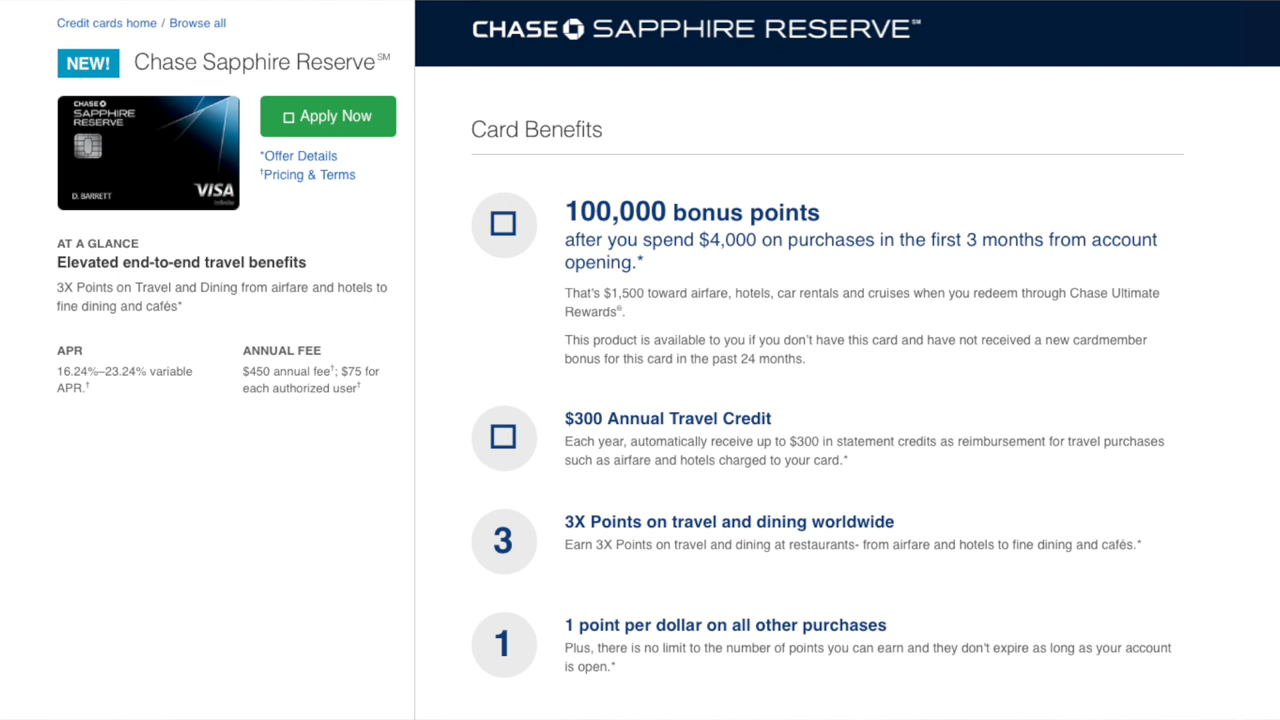 Credit cards home / Browse all
NEW! Chase Sapphire Reserve℠
CHASE
SAPPHIRE
RESERVE
D. BARRETT
VISA
Infinite
Apply Now
*Offer Details
†Pricing & Terms
AT A GLANCE
Elevated end-to-end travel benefits
3X Points on Travel and Dining from airfare and hotels to
fine dining and cafés*
APR
16.24%–23.24% variable
APR.†
ANNUAL FEE
$450 annual fee†; $75 for
each authorized user†
CHASE SAPPHIRE RESERVE℠
Card Benefits
100,000 bonus points
after you spend $4,000 on purchases in the first 3 months from account
opening.*
That's $1,500 toward airfare, hotels, car rentals and cruises when you redeem through Chase Ultimate
Rewards®.
This product is available to you if you don't have this card and have not received a new cardmember
bonus for this card in the past 24 months.
$300 Annual Travel Credit
Each year, automatically receive up to $300 in statement credits as reimbursement for travel purchases
such as airfare and hotels charged to your card.*
3
3X Points on travel and dining worldwide
Earn 3X Points on travel and dining at restaurants- from airfare and hotels to fine dining and cafés.*
1
1 point per dollar on all other purchases
Plus, there is no limit to the number of points you can earn and they don't expire as long as your account
is open.*